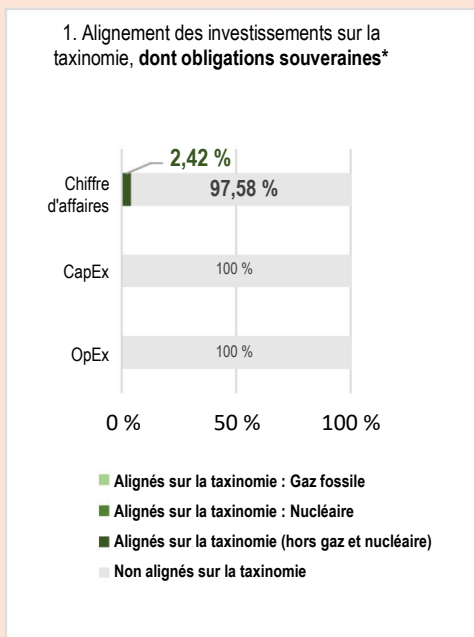 1. Alignement des investissements sur la
taxinomie, dont obligations souveraines*
2,42 %
Chiffre
d'affaires
97,58 %
CapEx
100 %
OpEx
100 %
0 %
50 %
100 %
Alignés sur la taxinomie : Gaz fossile
Alignés sur la taxinomie : Nucléaire
Alignés sur la taxinomie (hors gaz et nucléaire)
Non alignés sur la taxinomie